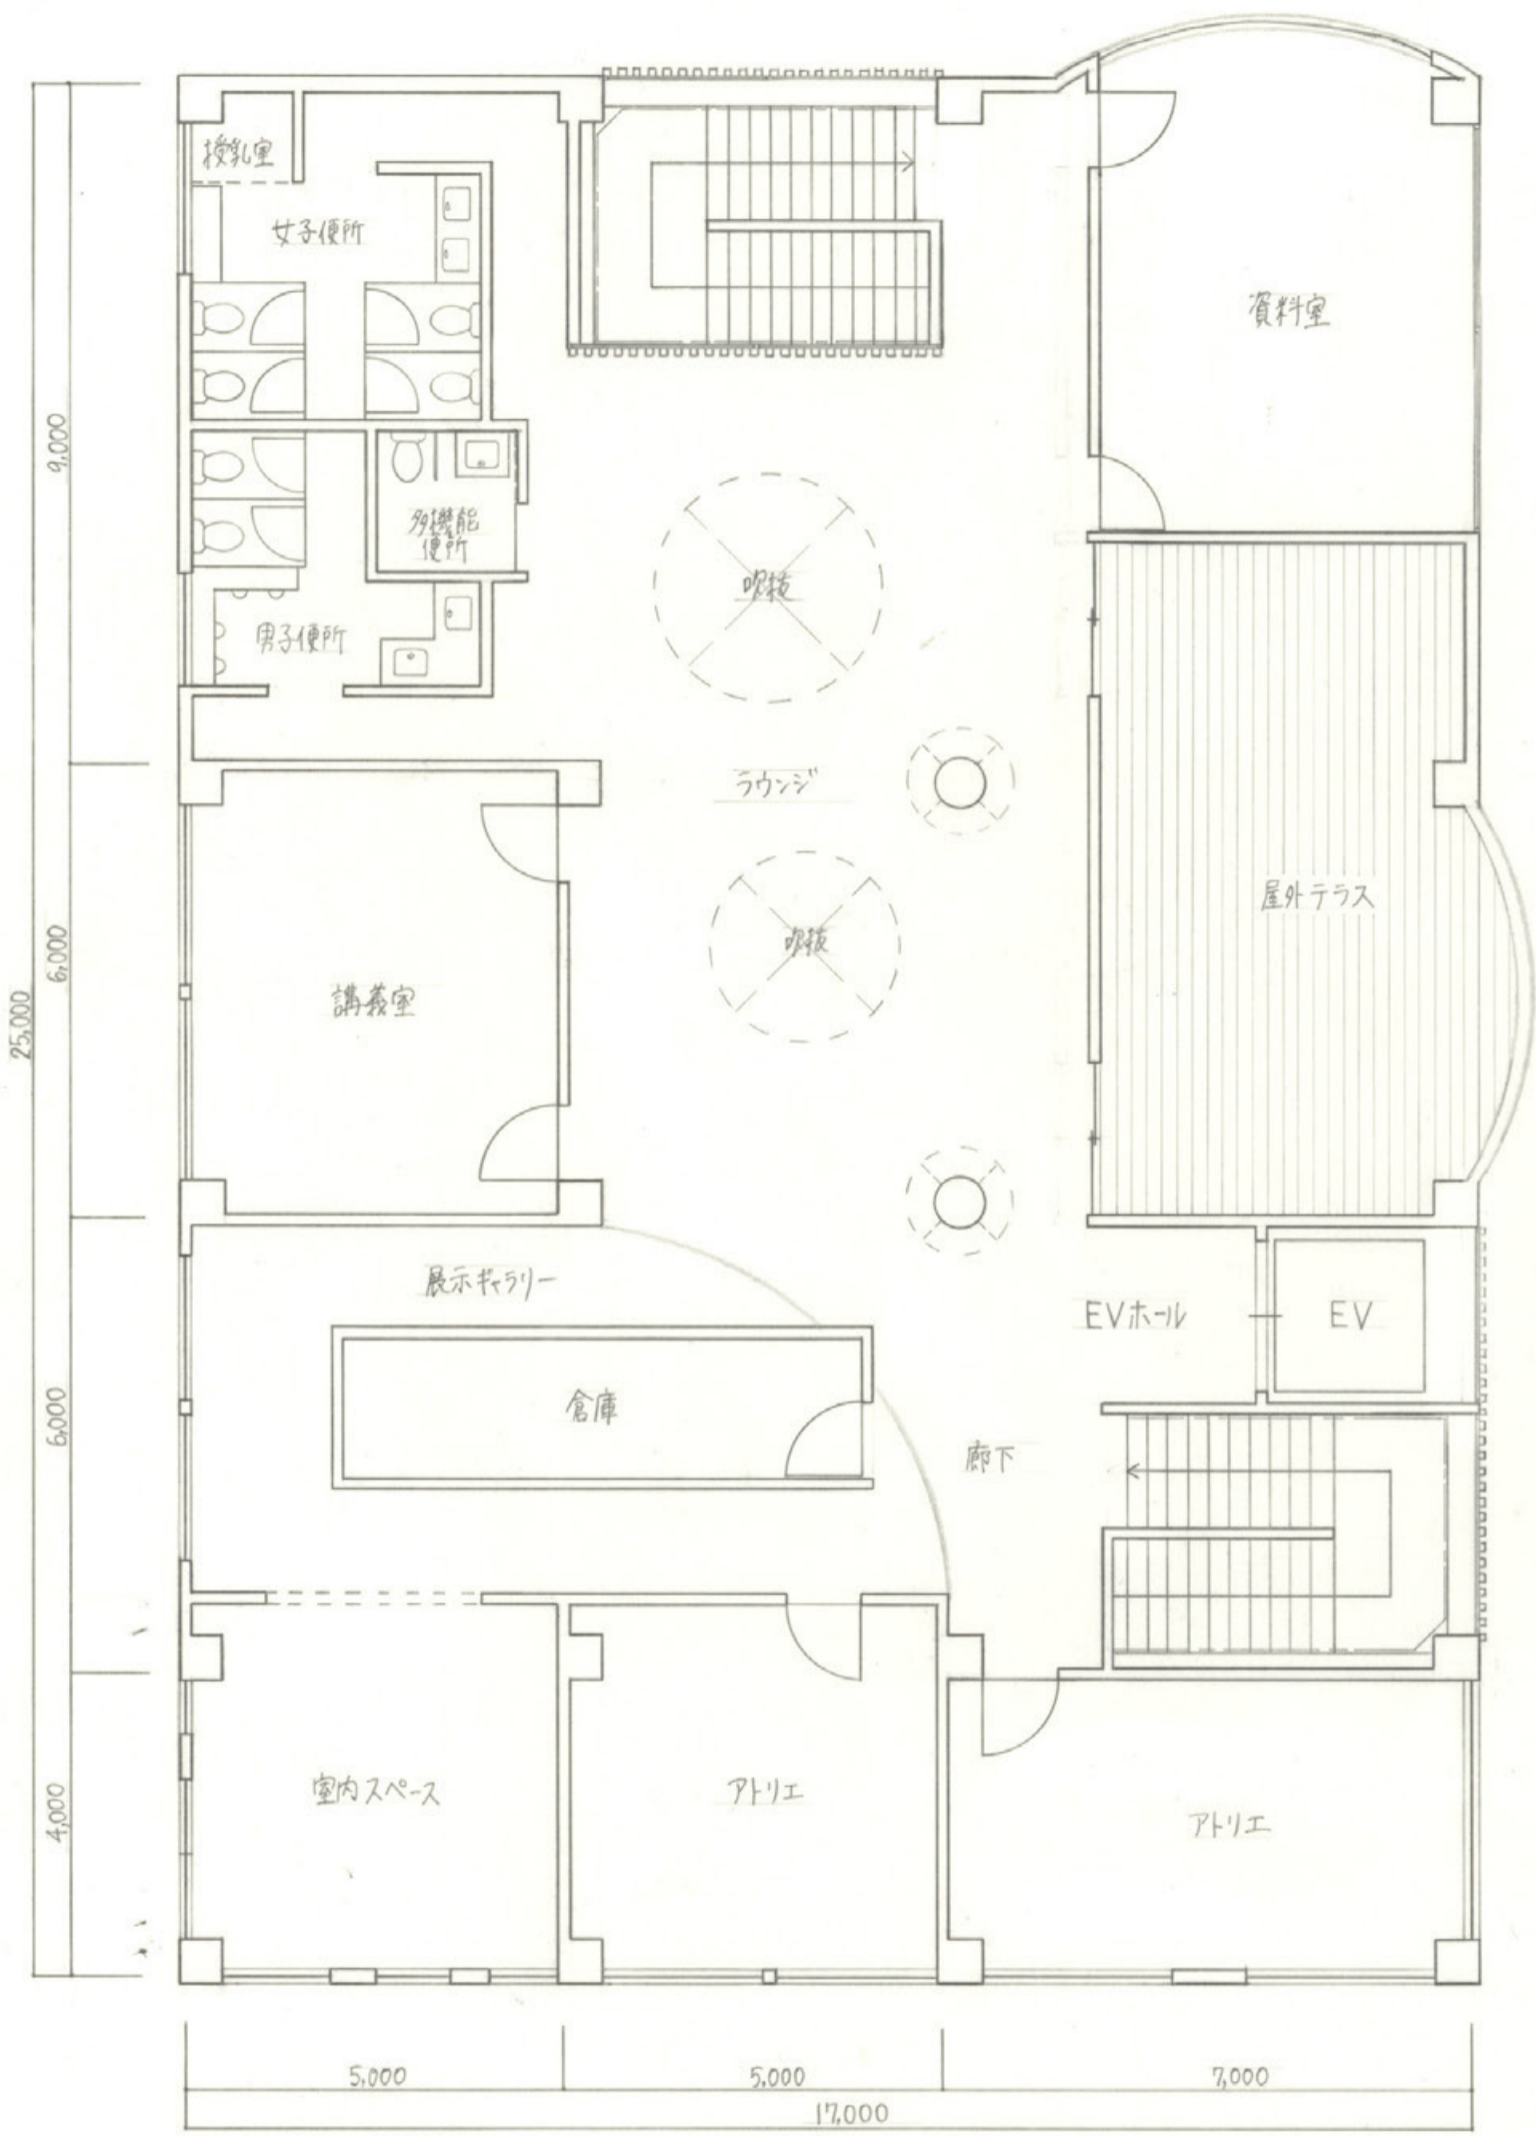 授乳室
女子便所
資料室
9,000
多機能
便所
吹抜
男子便所
ラウンジ
屋外テラス
吹抜
6,000
講義室
25,000
展示ギャラリー
EVホール
EV
倉庫
6,000
廊下
室内スペース
アトリエ
アトリエ
4,000
5,000
5,000
7,000
17,000